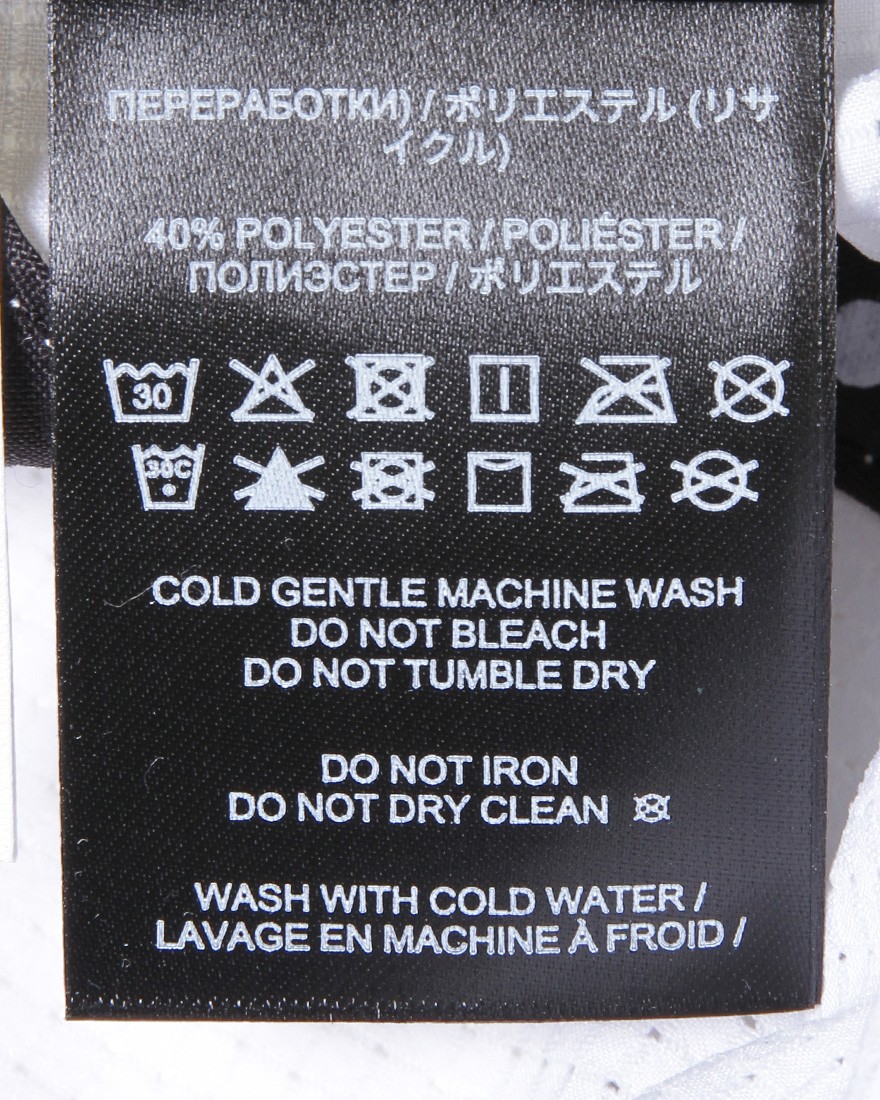 ПЕРЕРАБОТКИ) / ポリエステル (リサ
イクル)
40% POLYESTER / POLIÉSTER /
ПОЛИЭСТЕР / ポリエステル
30
30C
COLD GENTLE MACHINE WASH
DO NOT BLEACH
DO NOT TUMBLE DRY
DO NOT IRON
DO NOT DRY CLEAN
WASH WITH COLD WATER /
LAVAGE EN MACHINE À FROID /